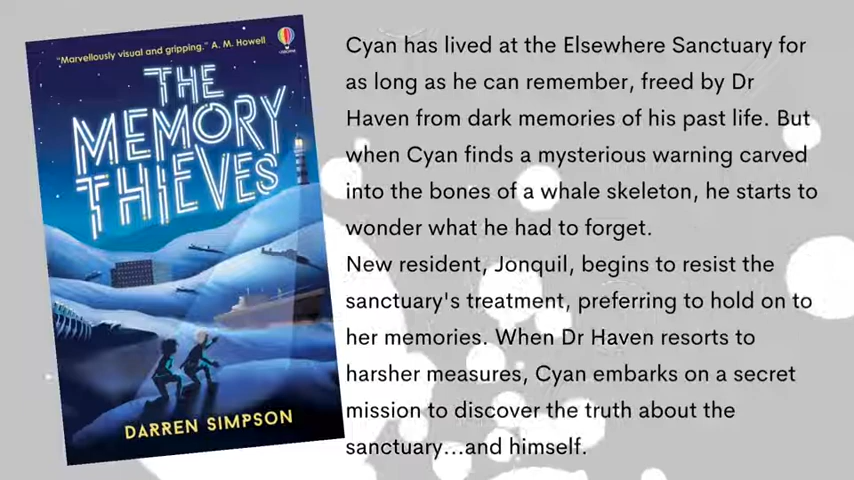 "Marvellously visual and gripping." A. M. Howell
USBORNE
THE
MEMORY
THIEVES
DARREN SIMPSON
Cyan has lived at the Elsewhere Sanctuary for
as long as he can remember, freed by Dr
Haven from dark memories of his past life. But
when Cyan finds a mysterious warning carved
into the bones of a whale skeleton, he starts to
wonder what he had to forget.
New resident, Jonquil, begins to resist the
sanctuary's treatment, preferring to hold on to
her memories. When Dr Haven resorts to
harsher measures, Cyan embarks on a secret
mission to discover the truth about the
sanctuary...and himself.